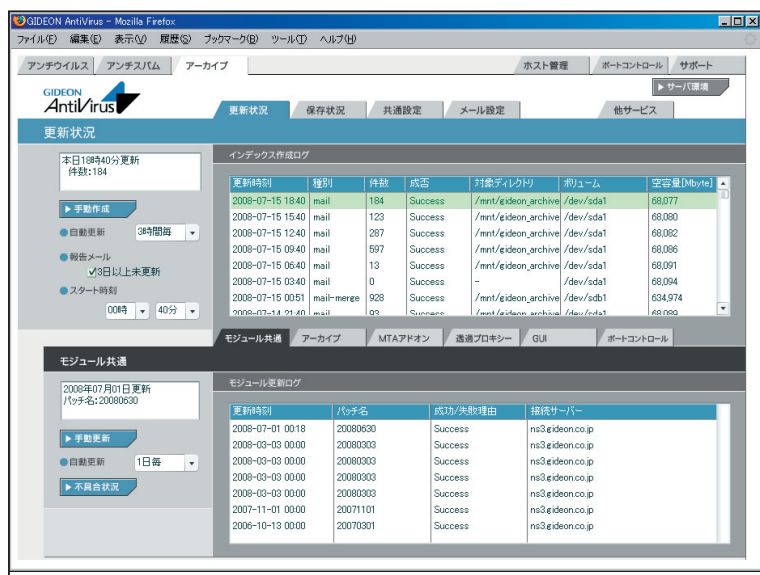 GIDEON AntiVirus - Mozilla Firefox
ファイル(F) 編集(E) 表示(V) 履歴(S) ブックマーク(B) ツール(T) ヘルプ(H)
アンチウイルス アンチスパム アーカイブ ホスト管理 ポートコントロール サポート
GIDEON AntiVirus
サーバ環境
更新状況 保存状況 共通設定 メール設定 他サービス
更新状況
本日18時40分更新
件数:184
手動作成
自動更新 3時間毎
報告メール
3日以上未更新
スタート時刻
00時 40分
インデックス作成ログ
更新時刻 種別 件数 成否 対象ディレクトリ ボリューム 空容量[Mbyte]
2008-07-15 18:40 mail 184 Success /mnt/gideon_archive /dev/sda1 68,077
2008-07-15 15:40 mail 123 Success /mnt/gideon_archive /dev/sda1 68,080
2008-07-15 12:40 mail 287 Success /mnt/gideon_archive /dev/sda1 68,082
2008-07-15 09:40 mail 597 Success /mnt/gideon_archive /dev/sda1 68,086
2008-07-15 06:40 mail 13 Success /mnt/gideon_archive /dev/sda1 68,091
2008-07-15 03:40 mail 0 Success - /dev/sda1 68,094
2008-07-15 00:51 mail-merge 928 Success /mnt/gideon_archive /dev/sdb1 634,974
2008-07-14 21:40 mail 93 Success /mnt/gideon_archive /dev/sda1 68,089
モジュール共通 アーカイブ MTAアドオン 透過プロキシー GUI ポートコントロール
モジュール共通
2008年07月01日更新
パッチ名:20080630
手動更新
自動更新 1日毎
不具合状況
モジュール更新ログ
更新時刻 パッチ名 成功/失敗理由 接続サーバー
2008-07-01 00:18 20080630 Success ns3.gideon.co.jp
2008-03-03 00:00 20080303 Success ns3.gideon.co.jp
2008-03-03 00:00 20080303 Success ns3.gideon.co.jp
2008-03-03 00:00 20080303 Success ns3.gideon.co.jp
2008-03-03 00:00 20080303 Success ns3.gideon.co.jp
2007-11-01 00:00 20071101 Success ns3.gideon.co.jp
2006-10-13 00:00 20070301 Success ns3.gideon.co.jp